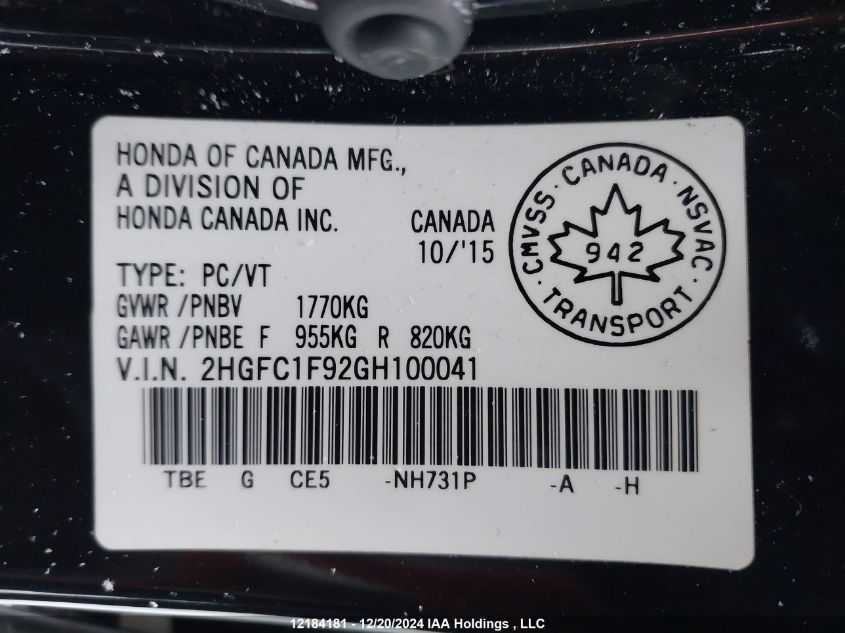 HONDA OF CANADA MFG.,
A DIVISION OF
HONDA CANADA INC. CANADA
10/'15
TYPE: PC/VT
GVWR /PNBV 1770KG
GAWR /PNBE F 955KG R 820KG
V.I.N. 2HGFC1F92GH100041
TBE G CE5 -NH731P -A -H
CMVSS · CANADA · NSVAC
942
· TRANSPORT ·
12184181 - 12/20/2024 IAA Holdings , LLC